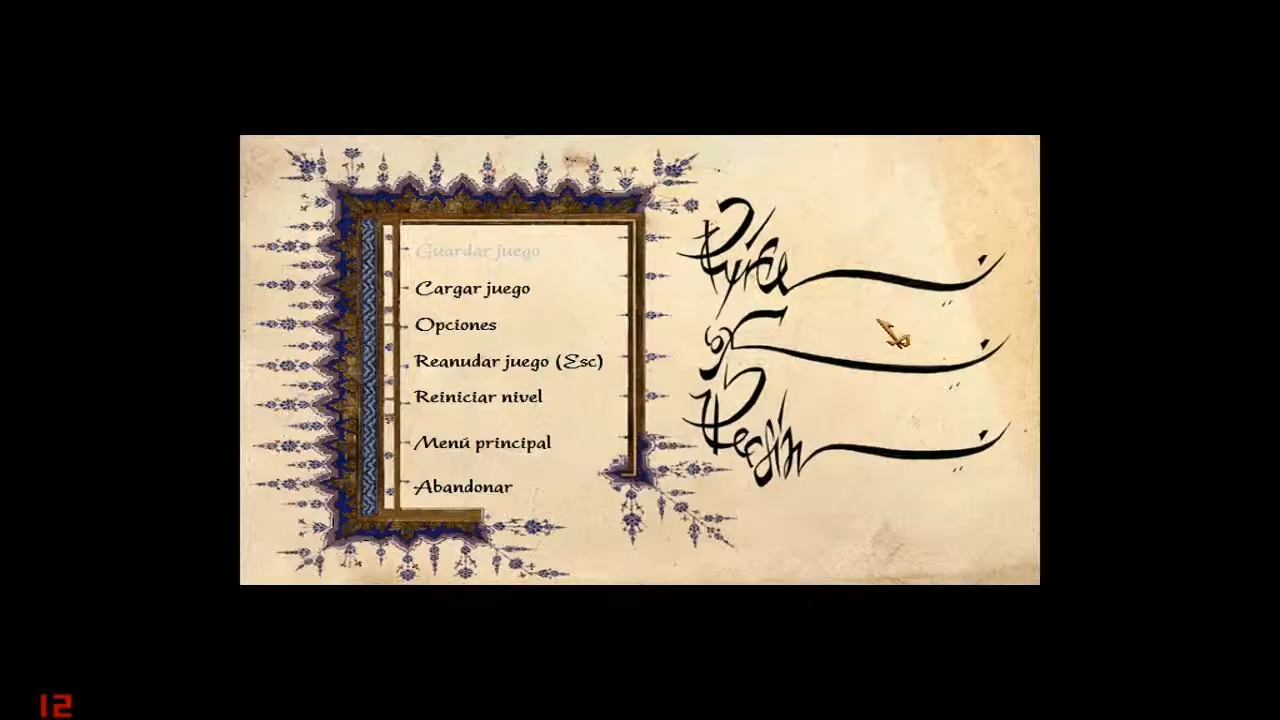 Guardar juego
Cargar juego
Opciones
Reanudar juego (Esc)
Reiniciar nivel
Menú principal
Abandonar
Prince
of
Persia
12